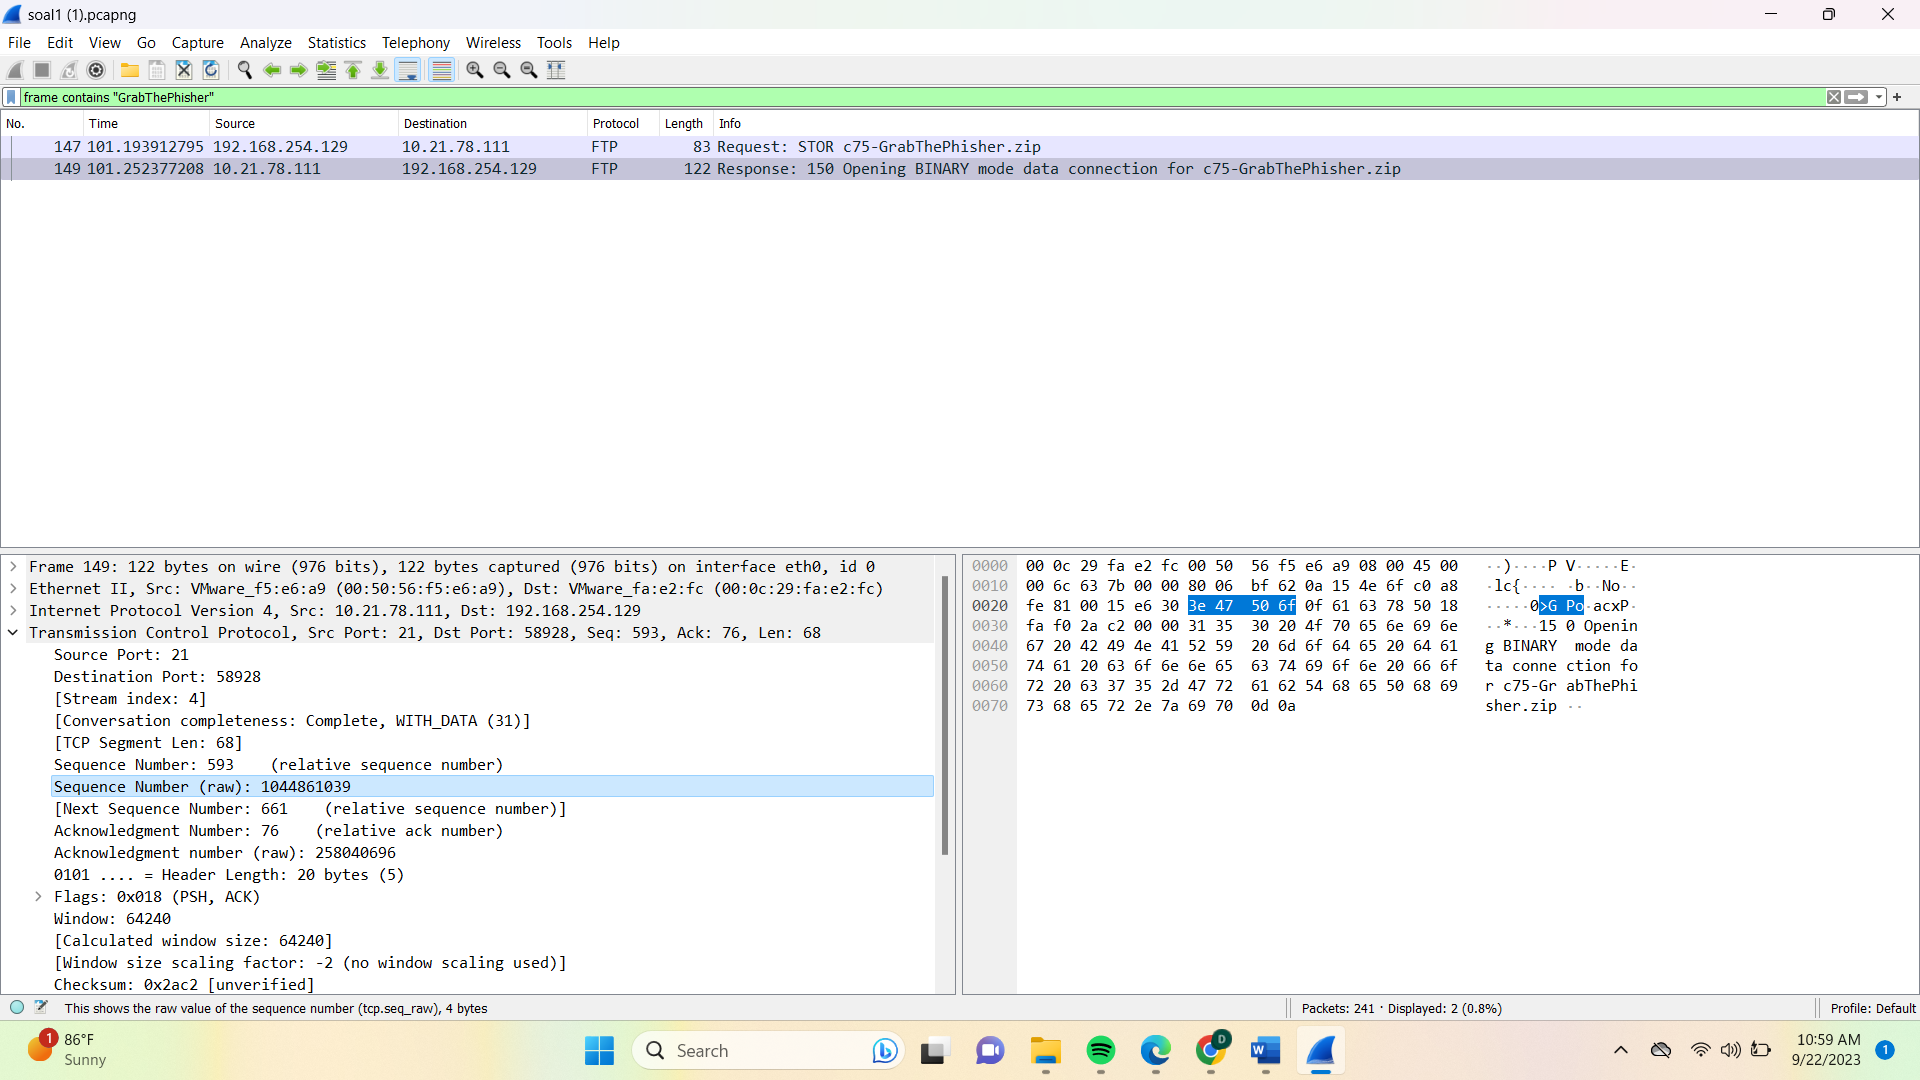 soal1 (1).pcapng
File Edit View Go Capture Analyze Statistics Telephony Wireless Tools Help
frame contains "GrabThePhisher"
No. Time Source Destination Protocol Length Info
147 101.193912795 192.168.254.129 10.21.78.111 FTP 83 Request: STOR c75-GrabThePhisher.zip
149 101.252377208 10.21.78.111 192.168.254.129 FTP 122 Response: 150 Opening BINARY mode data connection for c75-GrabThePhisher.zip
Frame 149: 122 bytes on wire (976 bits), 122 bytes captured (976 bits) on interface eth0, id 0
Ethernet II, Src: VMware_f5:e6:a9 (00:50:56:f5:e6:a9), Dst: VMware_fa:e2:fc (00:0c:29:fa:e2:fc)
Internet Protocol Version 4, Src: 10.21.78.111, Dst: 192.168.254.129
Transmission Control Protocol, Src Port: 21, Dst Port: 58928, Seq: 593, Ack: 76, Len: 68
Source Port: 21
Destination Port: 58928
[Stream index: 4]
[Conversation completeness: Complete, WITH_DATA (31)]
[TCP Segment Len: 68]
Sequence Number: 593 (relative sequence number)
Sequence Number (raw): 1044861039
[Next Sequence Number: 661 (relative sequence number)]
Acknowledgment Number: 76 (relative ack number)
Acknowledgment number (raw): 258040696
0101 .... = Header Length: 20 bytes (5)
Flags: 0x018 (PSH, ACK)
Window: 64240
[Calculated window size: 64240]
[Window size scaling factor: -2 (no window scaling used)]
Checksum: 0x2ac2 [unverified]
0000 00 0c 29 fa e2 fc 00 50 56 f5 e6 a9 08 00 45 00 ··)····P V·····E·
0010 00 6c 63 7b 00 00 80 06 bf 62 0a 15 4e 6f c0 a8 ·lc{···· ·b··No··
0020 fe 81 00 15 e6 30 3e 47 50 6f 0f 61 63 78 50 18 ·····0>G Po·acxP·
0030 fa f0 2a c2 00 00 31 35 30 20 4f 70 65 6e 69 6e ··*···15 0 Openin
0040 67 20 42 49 4e 41 52 59 20 6d 6f 64 65 20 64 61 g BINARY mode da
0050 74 61 20 63 6f 6e 6e 65 63 74 69 6f 6e 20 66 6f ta conne ction fo
0060 72 20 63 37 35 2d 47 72 61 62 54 68 65 50 68 69 r c75-Gr abThePhi
0070 73 68 65 72 2e 7a 69 70 0d 0a sher.zip ··
This shows the raw value of the sequence number (tcp.seq_raw), 4 bytes
Packets: 241 · Displayed: 2 (0.8%)
Profile: Default
1
86°F
Sunny
Search
D
10:59 AM
9/22/2023
1